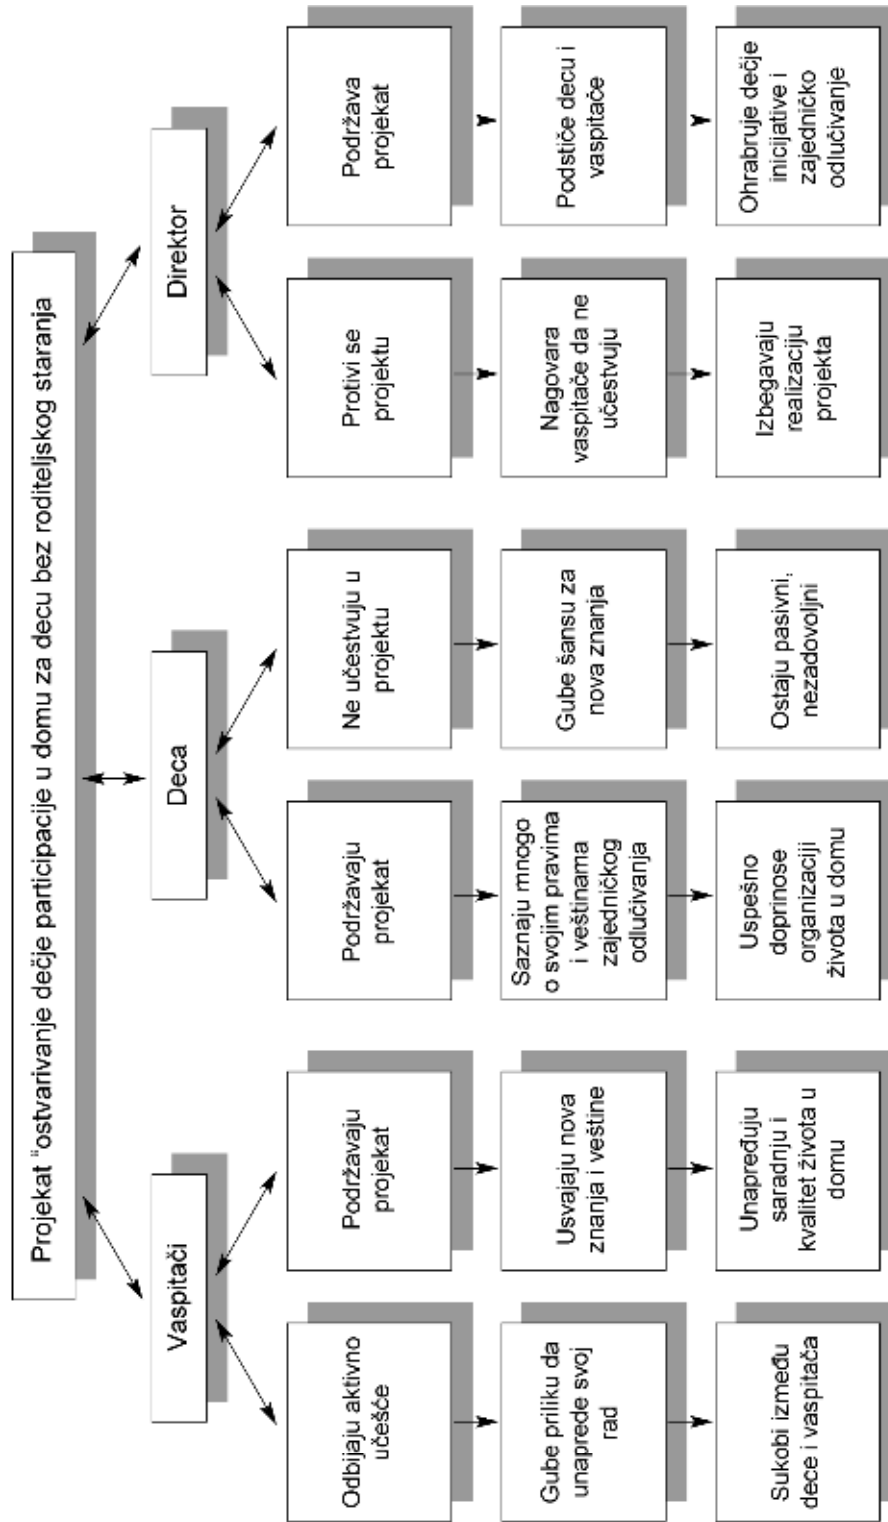 Projekat “ostvarivanje dečje participacije u domu za decu bez roditeljskog staranja
Vaspitači
Deca
Direktor
Odbijaju aktivno
učešće
Podržavaju
projekat
Podržavaju
projekat
Ne učestvuju u
projektu
Protivi se
projektu
Podržava
projekat
Gube priliku da
unaprede svoj
rad
Usvajaju nova
znanja i veštine
Saznaju mnogo
o svojim pravima
i veštinama
zajedničkog
odlučivanja
Gube šansu za
nova znanja
Nagovara
vaspitače da ne
učestvuju
Podstiče decu i
vaspitače
Sukobi između
dece i vaspitača
Unapređuju
saradnju i
kvalitet života u
domu
Uspešno
doprinose
organizaciji
života u domu
Ostaju pasivni,
nezadovoljni
Izbegavaju
realizaciju
projekta
Ohrabruje dečje
inicijative i
zajedničko
odlučivanje